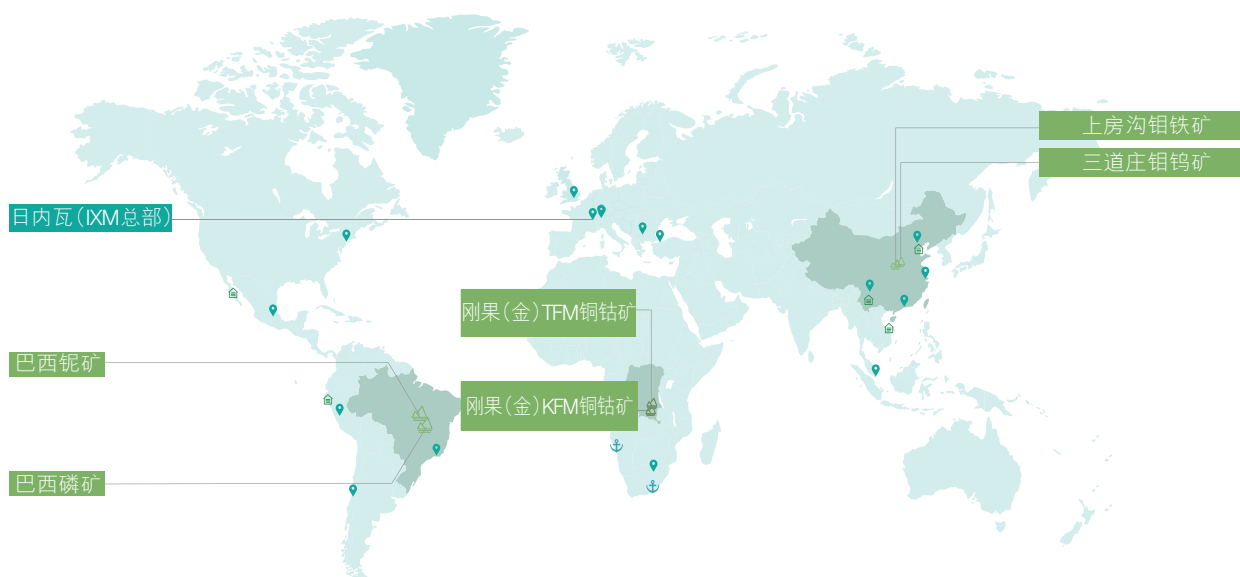 上房沟钼铁矿
三道庄钼钨矿
日内瓦（IXM总部）
刚果（金）TFM铜钴矿
巴西铌矿
刚果（金）KFM铜钴矿
巴西磷矿